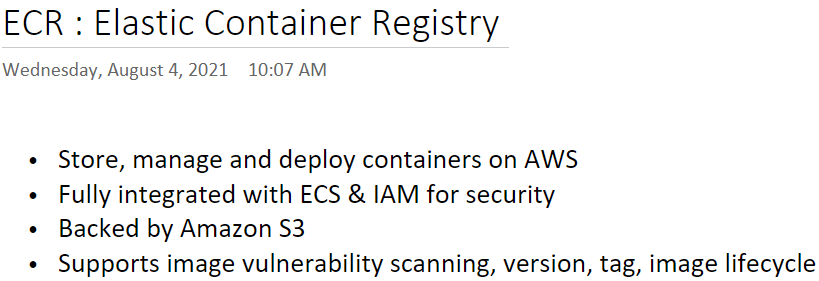 ECR : Elastic Container Registry
Wednesday, August 4, 2021 10:07 AM
• Store, manage and deploy containers on AWS
• Fully integrated with ECS & IAM for security
• Backed by Amazon S3
• Supports image vulnerability scanning, version, tag, image lifecycle